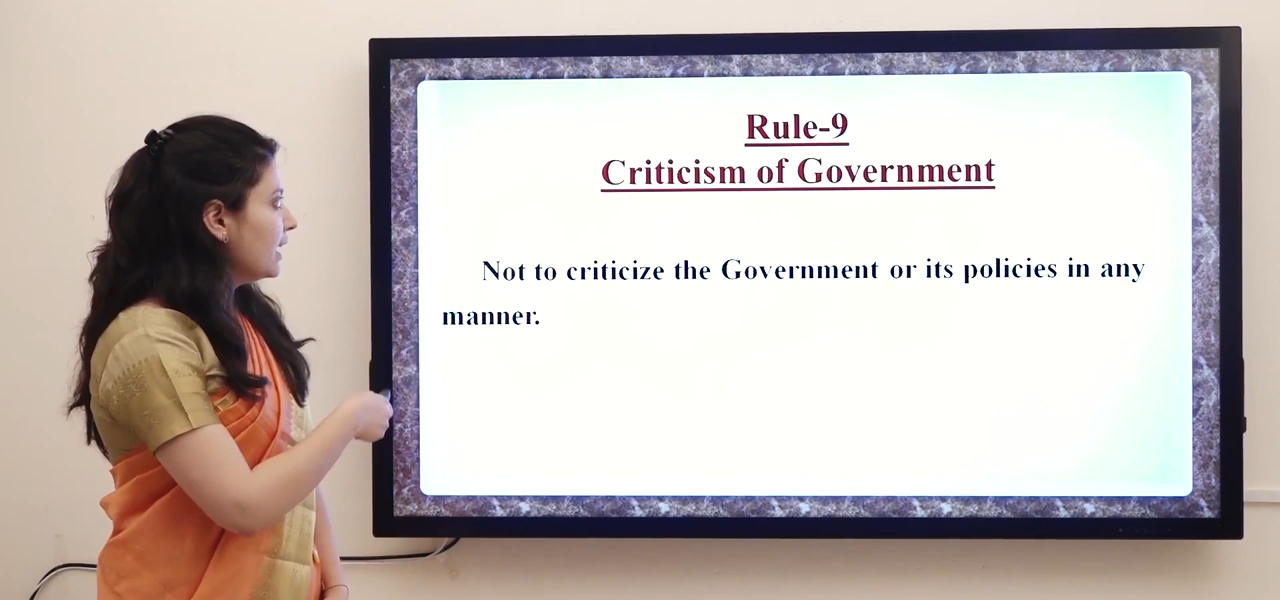 Rule-9
Criticism of Government
Not to criticize the Government or its policies in any
manner.